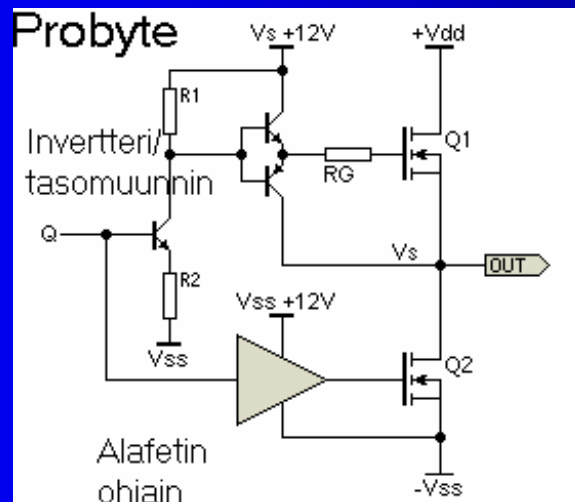 Probyte
Vs +12V
+Vdd
R1
Invertteri/
tasomuunnin
Q1
RG
Q
Vs
OUT
R2
Vss +12V
Vss
Q2
Alafetin
ohjain
-Vss